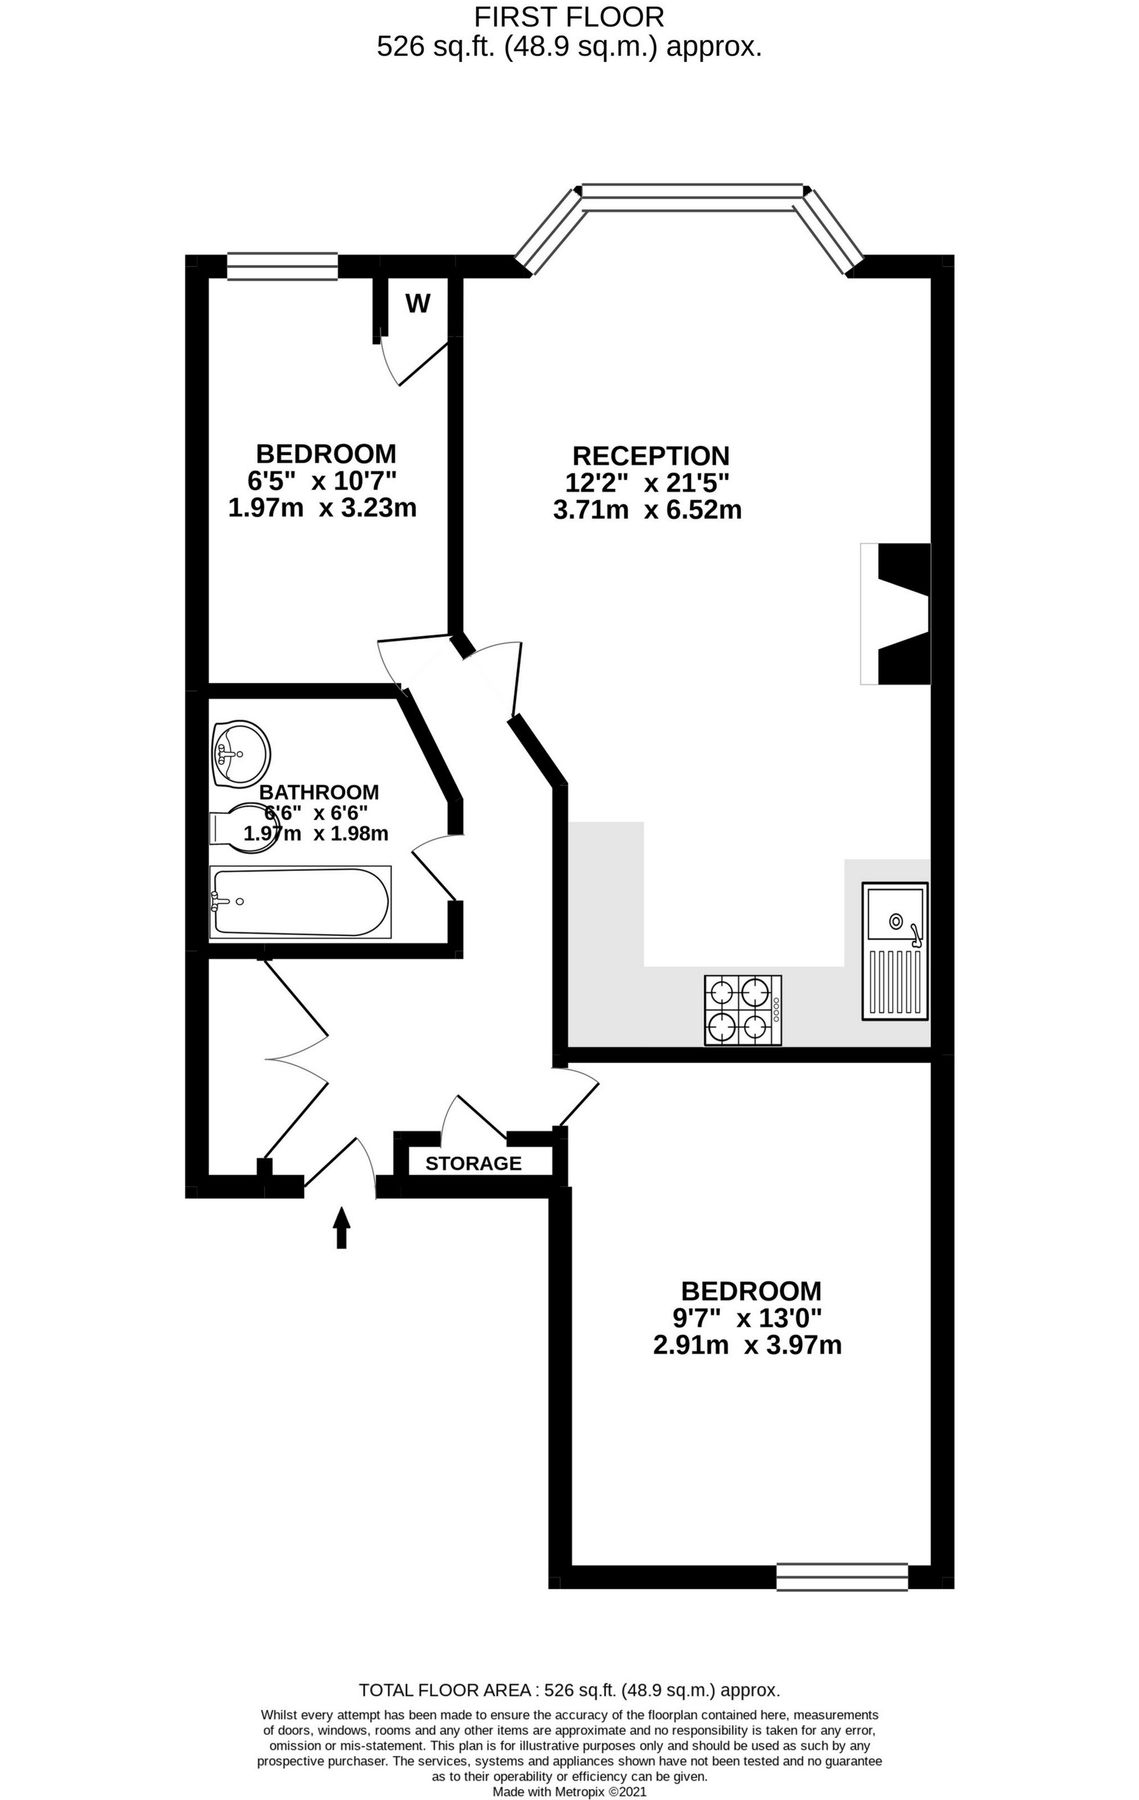 FIRST FLOOR
526 sq.ft. (48.9 sq.m.) approx.
W
BEDROOM
6'5" x 10'7"
1.97m x 3.23m
RECEPTION
12'2" x 21'5"
3.71m x 6.52m
BATHROOM
6'6" x 6'6"
1.97m x 1.98m
STORAGE
BEDROOM
9'7" x 13'0"
2.91m x 3.97m
TOTAL FLOOR AREA : 526 sq.ft. (48.9 sq.m.) approx.
Whilst every attempt has been made to ensure the accuracy of the floorplan contained here, measurements
of doors, windows, rooms and any other items are approximate and no responsibility is taken for any error,
omission or mis-statement. This plan is for illustrative purposes only and should be used as such by any
prospective purchaser. The services, systems and appliances shown have not been tested and no guarantee
as to their operability or efficiency can be given.
Made with Metropix ©2021